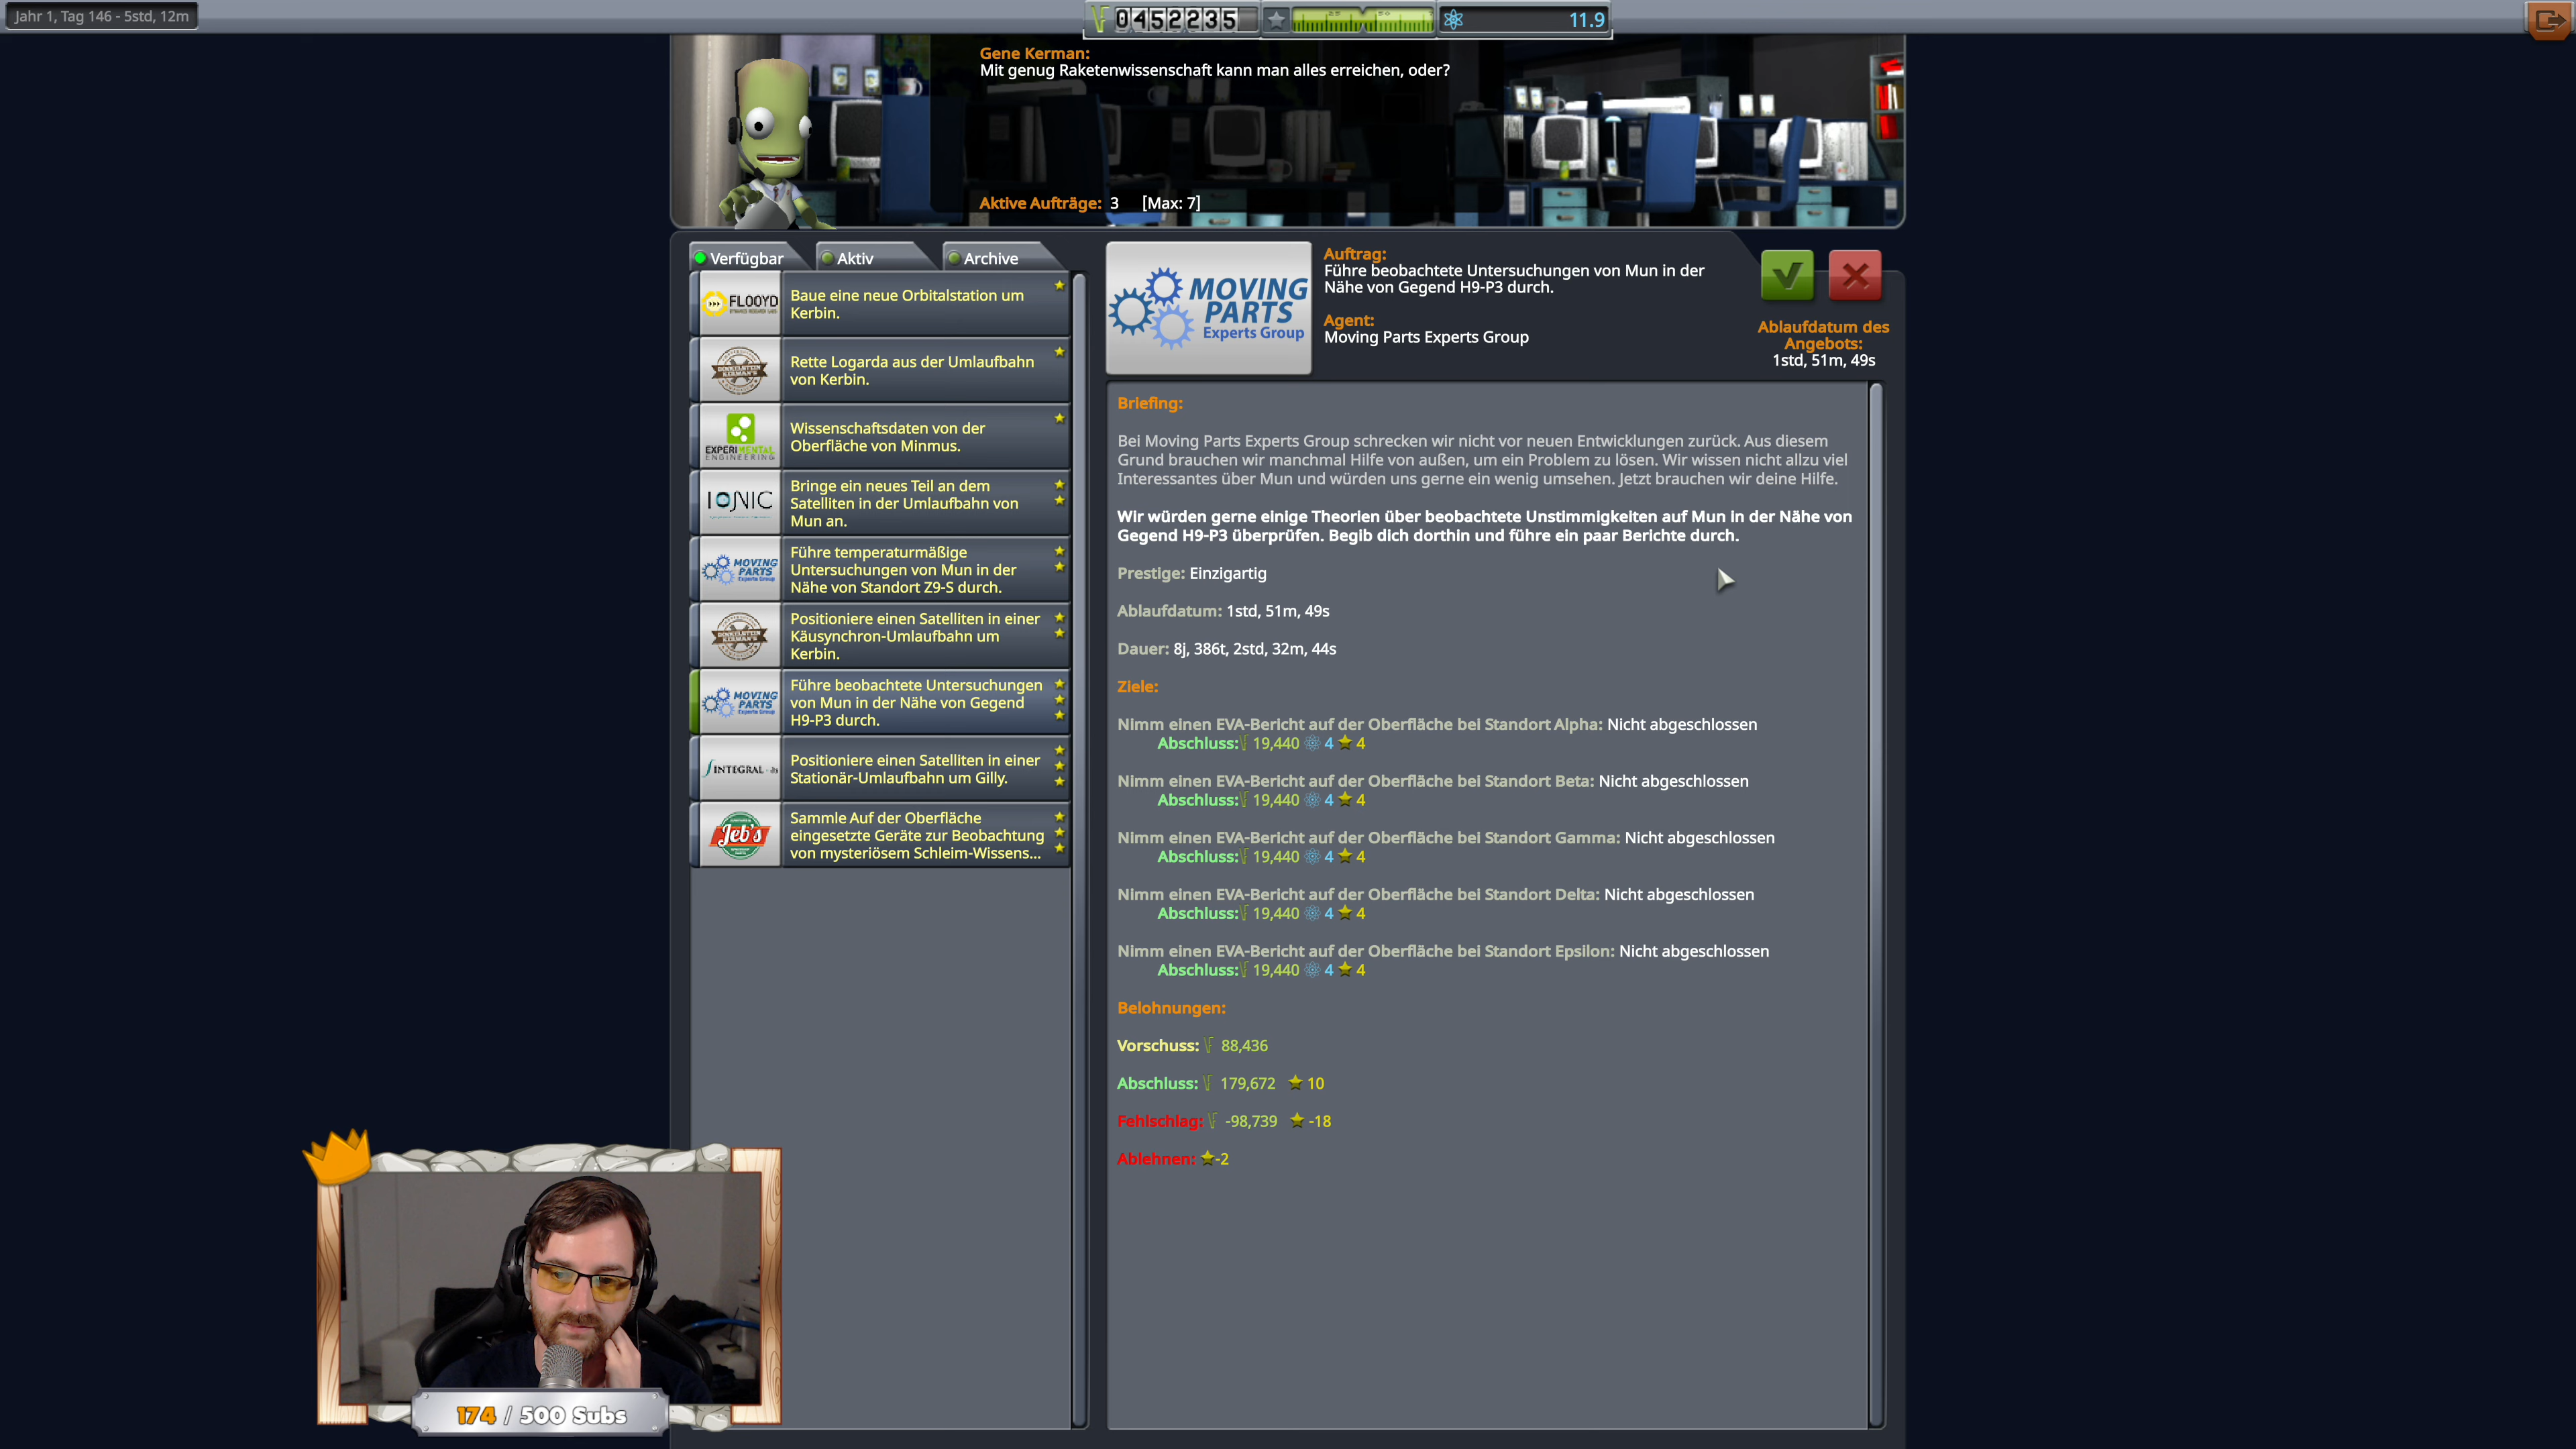 Jahr 1, Tag 146 - 5std, 12m
0452235
11.9
Gene Kerman:
Mit genug Raketenwissenschaft kann man alles erreichen, oder?
Aktive Aufträge: 3 [Max: 7]
Verfügbar
Aktiv
Archive
FLOOYD
Baue eine neue Orbitalstation um
Kerbin.
Rette Logarda aus der Umlaufbahn
von Kerbin.
EXPERIMENTAL
ENGINEERING
Wissenschaftsdaten von der
Oberfläche von Minmus.
IONIC
Bringe ein neues Teil an dem
Satelliten in der Umlaufbahn von
Mun an.
MOVING
PARTS
Experts Group
Führe temperaturmäßige
Untersuchungen von Mun in der
Nähe von Standort Z9-S durch.
Positioniere einen Satelliten in einer
Käusynchron-Umlaufbahn um
Kerbin.
MOVING
PARTS
Experts Group
Führe beobachtete Untersuchungen
von Mun in der Nähe von Gegend
H9-P3 durch.
INTEGRAL
Positioniere einen Satelliten in einer
Stationär-Umlaufbahn um Gilly.
Jeb's
Sammle Auf der Oberfläche
eingesetzte Geräte zur Beobachtung
von mysteriösem Schleim-Wissens...
MOVING
PARTS
Experts Group
Auftrag:
Führe beobachtete Untersuchungen von Mun in der
Nähe von Gegend H9-P3 durch.
Agent:
Moving Parts Experts Group
Ablaufdatum des
Angebots:
1std, 51m, 49s
Briefing:
Bei Moving Parts Experts Group schrecken wir nicht vor neuen Entwicklungen zurück. Aus diesem
Grund brauchen wir manchmal Hilfe von außen, um ein Problem zu lösen. Wir wissen nicht allzu viel
Interessantes über Mun und würden uns gerne ein wenig umsehen. Jetzt brauchen wir deine Hilfe.
Wir würden gerne einige Theorien über beobachtete Unstimmigkeiten auf Mun in der Nähe von
Gegend H9-P3 überprüfen. Begib dich dorthin und führe ein paar Berichte durch.
Prestige: Einzigartig
Ablaufdatum: 1std, 51m, 49s
Dauer: 8j, 386t, 2std, 32m, 44s
Ziele:
Nimm einen EVA-Bericht auf der Oberfläche bei Standort Alpha: Nicht abgeschlossen
Abschluss: 19,440 4 4
Nimm einen EVA-Bericht auf der Oberfläche bei Standort Beta: Nicht abgeschlossen
Abschluss: 19,440 4 4
Nimm einen EVA-Bericht auf der Oberfläche bei Standort Gamma: Nicht abgeschlossen
Abschluss: 19,440 4 4
Nimm einen EVA-Bericht auf der Oberfläche bei Standort Delta: Nicht abgeschlossen
Abschluss: 19,440 4 4
Nimm einen EVA-Bericht auf der Oberfläche bei Standort Epsilon: Nicht abgeschlossen
Abschluss: 19,440 4 4
Belohnungen:
Vorschuss: 88,436
Abschluss: 179,672 10
Fehlschlag: -98,739 -18
Ablehnen: -2
174 / 500 Subs